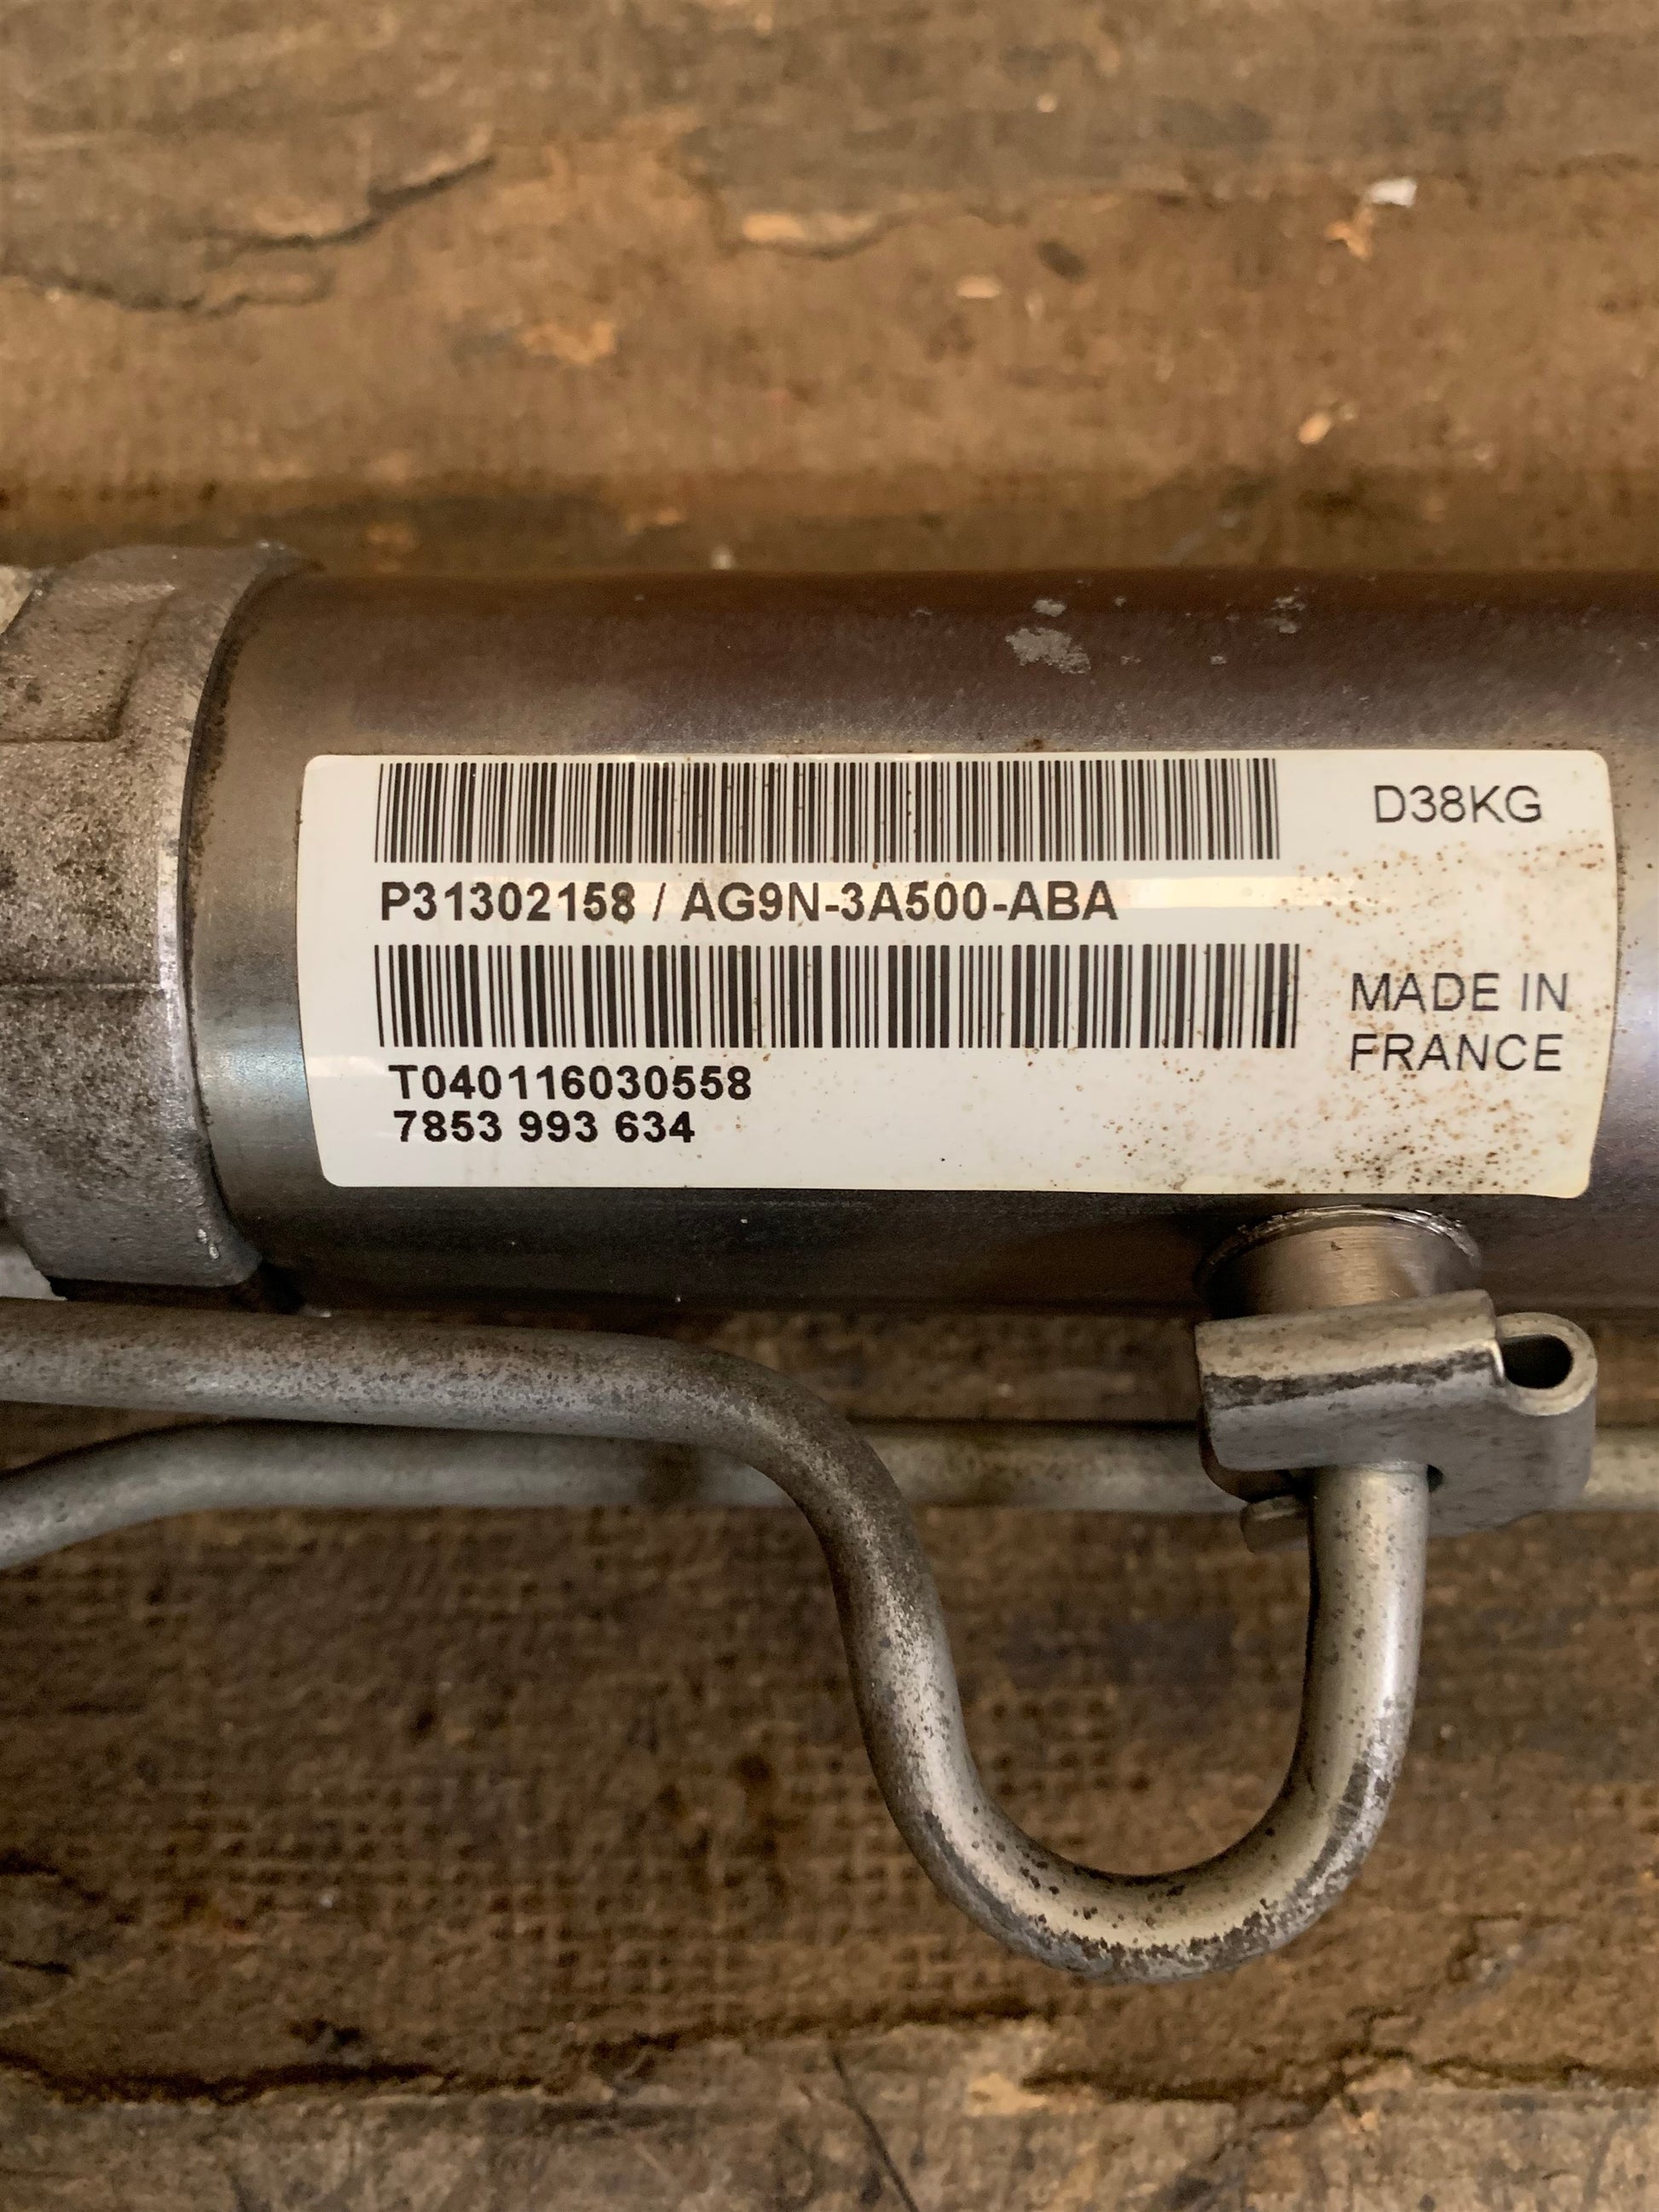 D38KG
P31302158 / AG9N-3A500-ABA
MADE IN
FRANCE
T040116030558
7853 993 634